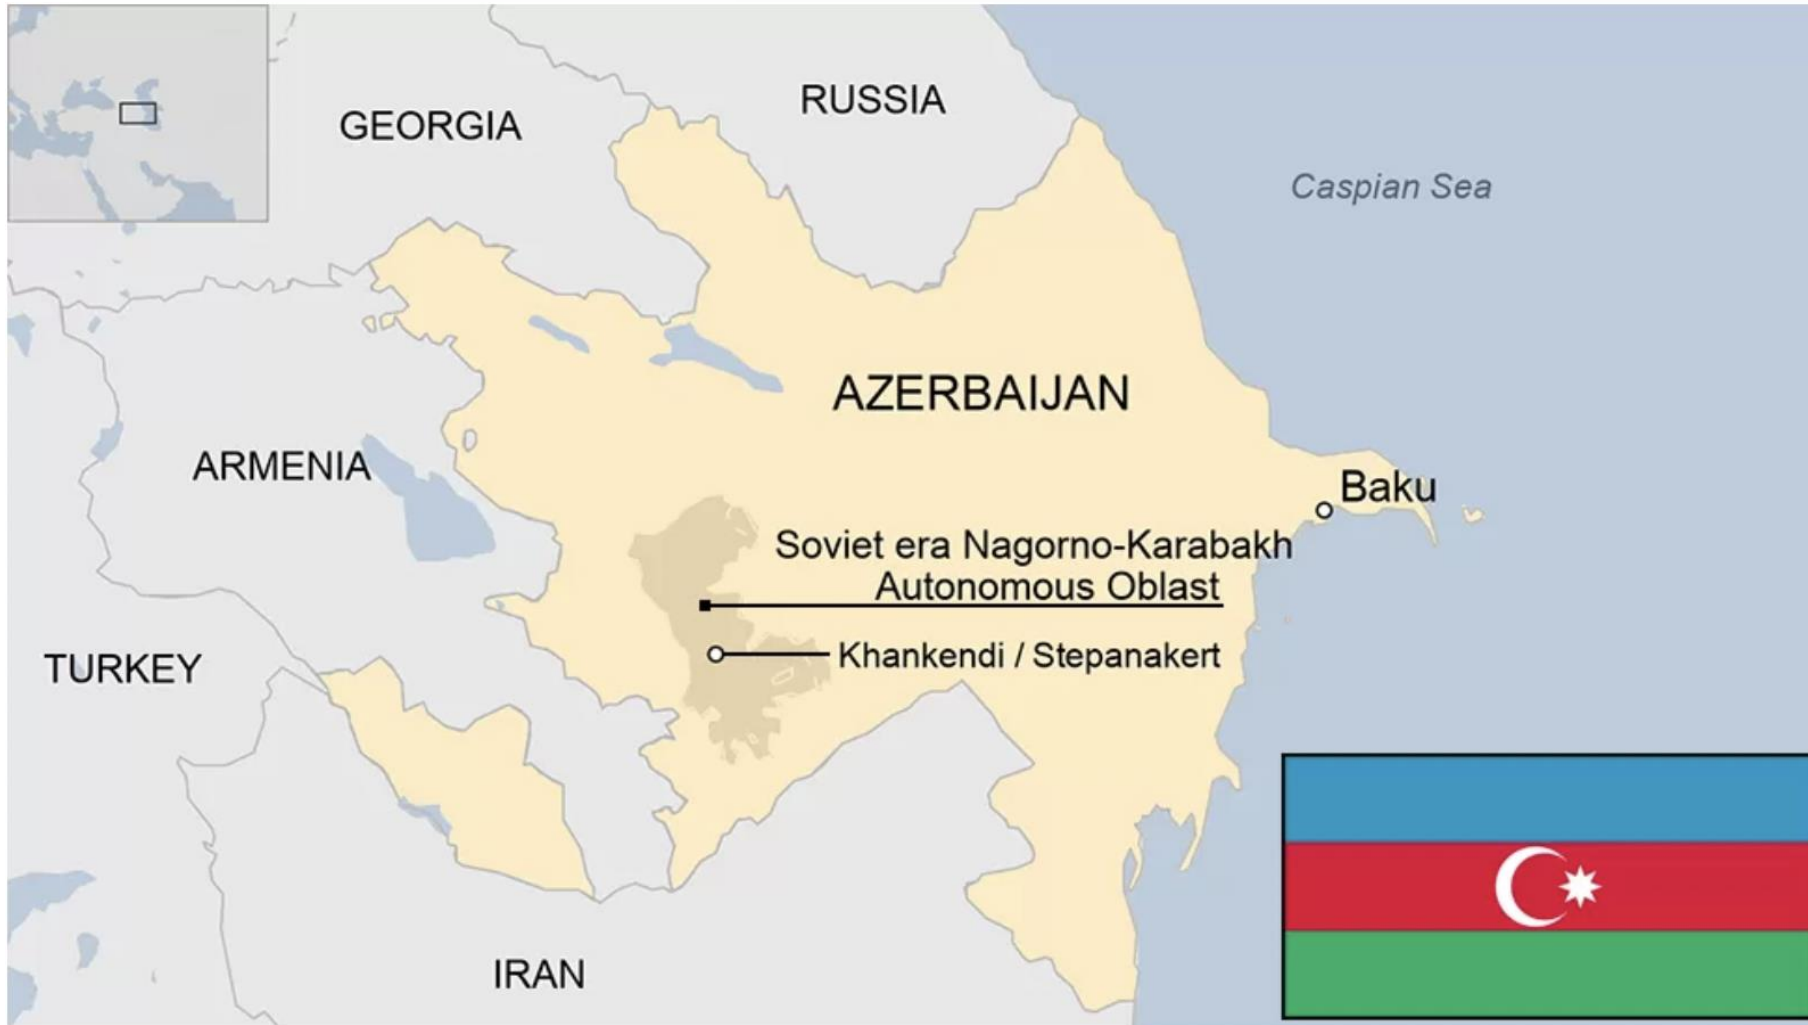 RUSSIA
GEORGIA
Caspian Sea
AZERBAIJAN
ARMENIA
Baku
Soviet era Nagorno-Karabakh
Autonomous Oblast
Khankendi / Stepanakert
TURKEY
IRAN